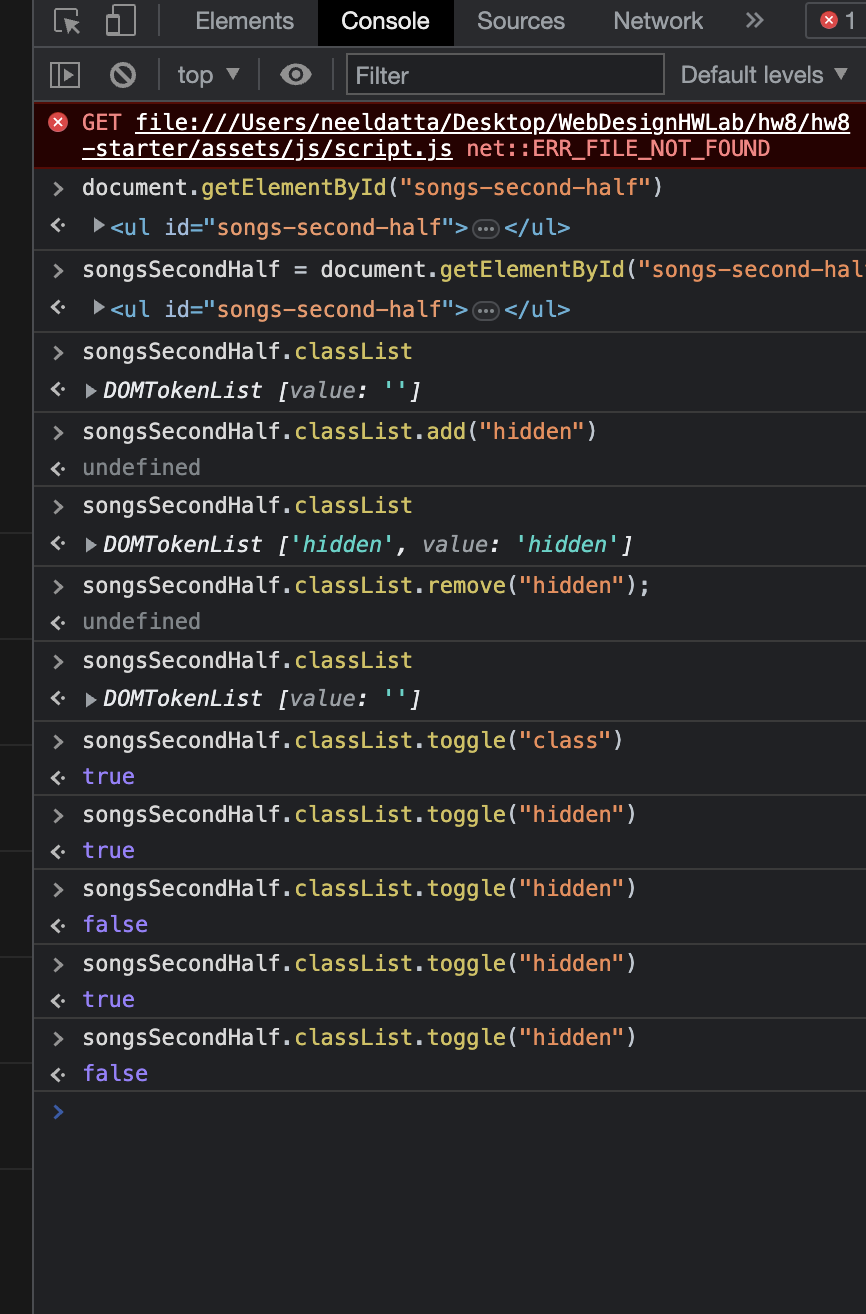 Elements Console Sources Network » 1
top ▼ Filter Default levels ▼
GET file:///Users/neeldatta/Desktop/WebDesignHWLab/hw8/hw8
-starter/assets/js/script.js net::ERR_FILE_NOT_FOUND
> document.getElementById("songs-second-half")
<· ▶<ul id="songs-second-half">…</ul>
> songsSecondHalf = document.getElementById("songs-second-hal
<· ▶<ul id="songs-second-half">…</ul>
> songsSecondHalf.classList
<· ▶DOMTokenList [value: '']
> songsSecondHalf.classList.add("hidden")
<· undefined
> songsSecondHalf.classList
<· ▶DOMTokenList ['hidden', value: 'hidden']
> songsSecondHalf.classList.remove("hidden");
<· undefined
> songsSecondHalf.classList
<· ▶DOMTokenList [value: '']
> songsSecondHalf.classList.toggle("class")
<· true
> songsSecondHalf.classList.toggle("hidden")
<· true
> songsSecondHalf.classList.toggle("hidden")
<· false
> songsSecondHalf.classList.toggle("hidden")
<· true
> songsSecondHalf.classList.toggle("hidden")
<· false
>